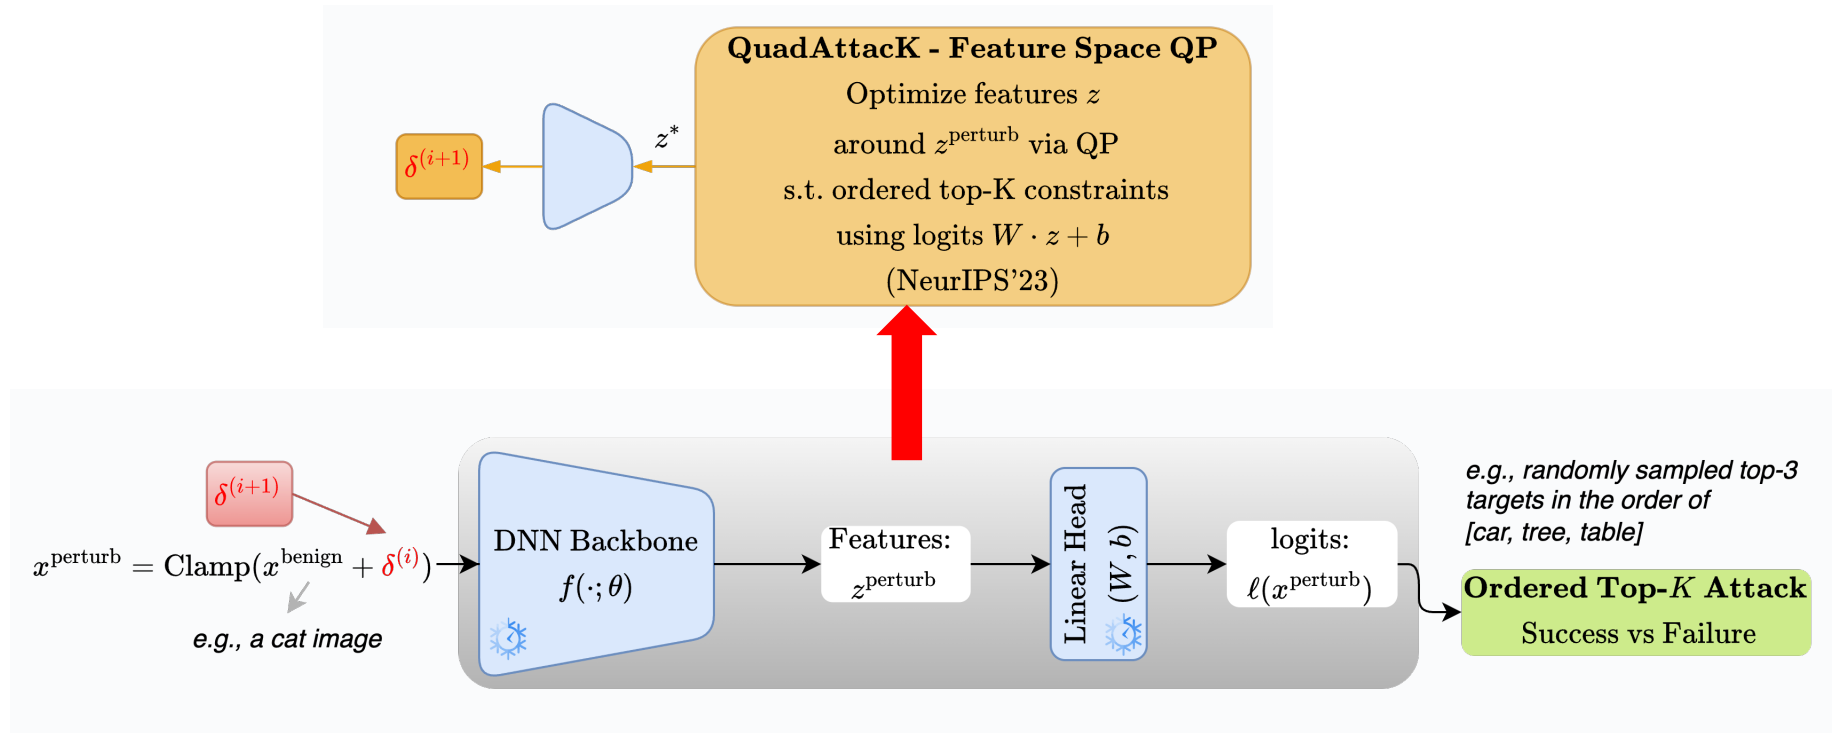 QuadAttacK - Feature Space QP
Optimize features z
around z^perturb via QP
s.t. ordered top-K constraints
using logits W · z + b
(NeurIPS'23)
z*
δ^(i+1)
δ^(i+1)
x^perturb = Clamp(x^benign + δ^(i))
e.g., a cat image
DNN Backbone
f(·; θ)
Features:
z^perturb
Linear Head
(W, b)
logits:
ℓ(x^perturb)
e.g., randomly sampled top-3
targets in the order of
[car, tree, table]
Ordered Top-K Attack
Success vs Failure